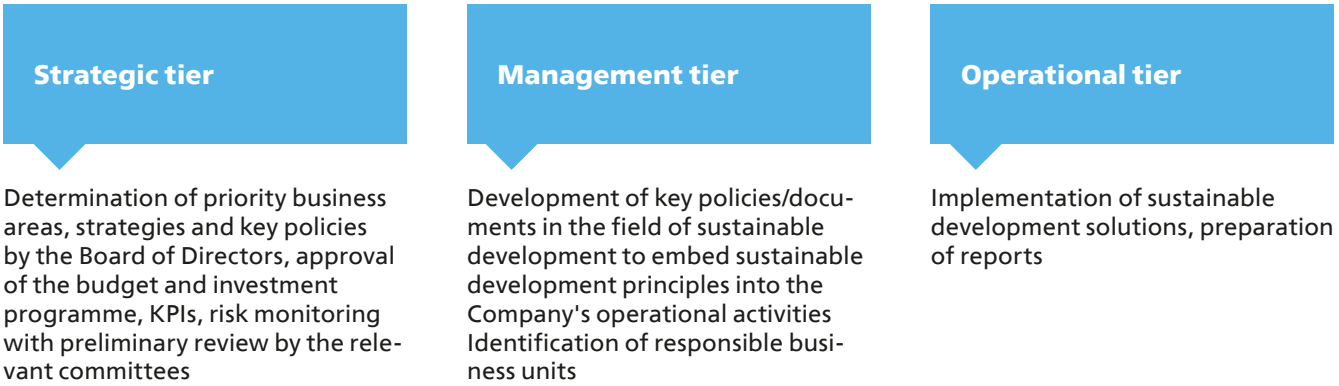 Strategic tier
Determination of priority business
areas, strategies and key policies
by the Board of Directors, approval
of the budget and investment
programme, KPIs, risk monitoring
with preliminary review by the rele-
vant committees
Management tier
Development of key policies/docu-
ments in the field of sustainable
development to embed sustainable
development principles into the
Company's operational activities
Identification of responsible busi-
ness units
Operational tier
Implementation of sustainable
development solutions, preparation
of reports